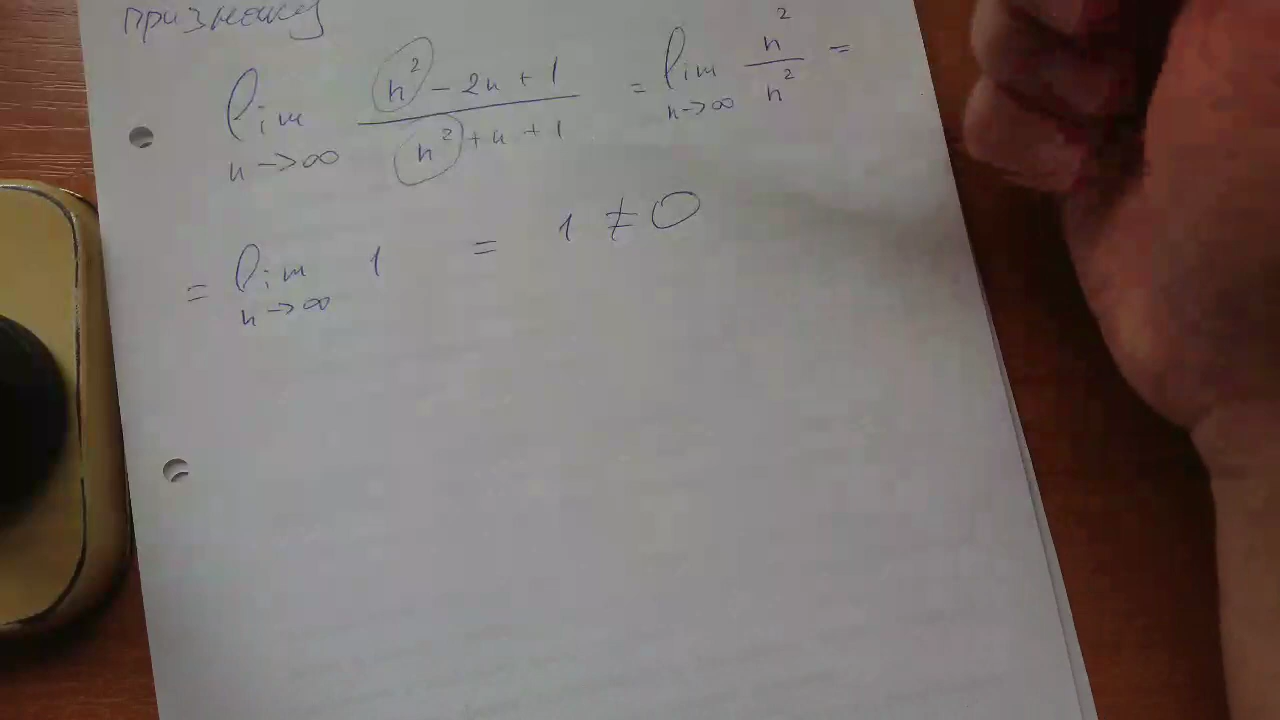 признаку
lim n→∞ (n² - 2n + 1)/(n² + n + 1) = lim n→∞ n²/n² =
= lim n→∞ 1 = 1 ≠ 0